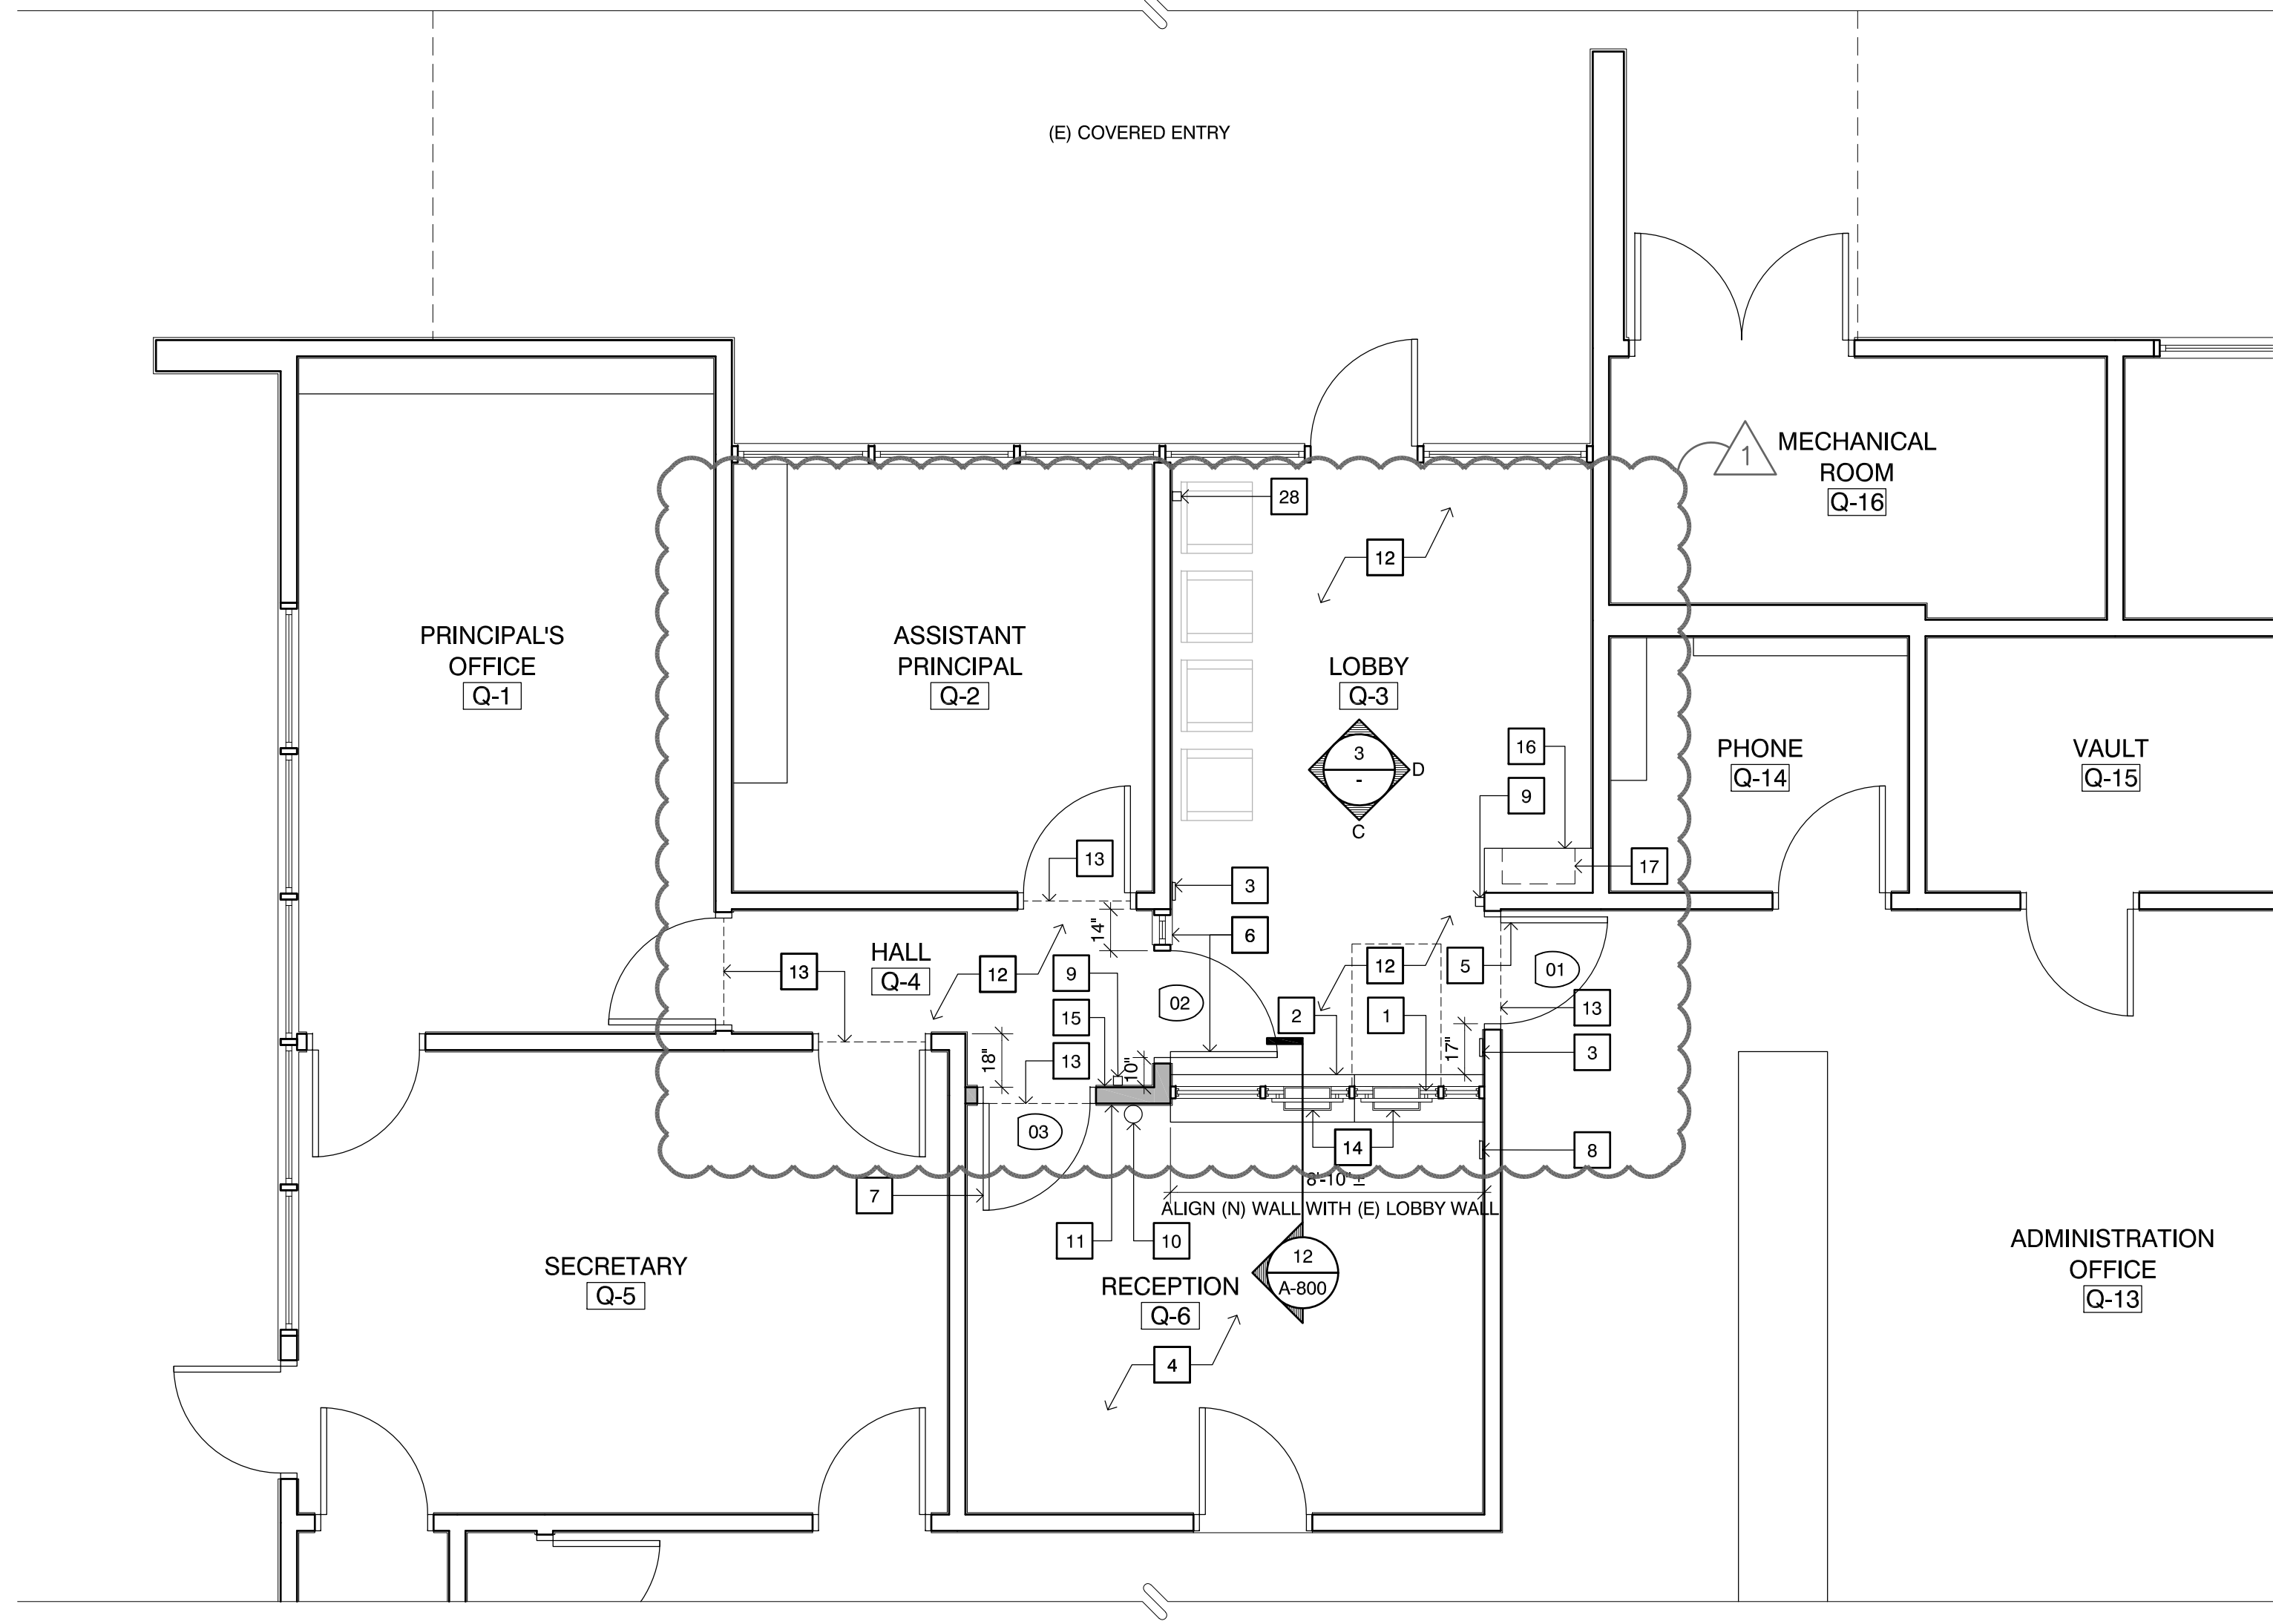 (E) COVERED ENTRY
1
MECHANICAL
ROOM
Q-16
28
12
PRINCIPAL'S
OFFICE
Q-1
ASSISTANT
PRINCIPAL
Q-2
LOBBY
Q-3
3
-
D
C
16
9
PHONE
Q-14
VAULT
Q-15
13
3
17
14"
6
HALL
Q-4
13
12
9
12
5
01
02
15
2
1
13
18"
13
10"
17"
3
03
14
8
7
8'-10"±
ALIGN (N) WALL WITH (E) LOBBY WALL
11
10
12
A-800
SECRETARY
Q-5
RECEPTION
Q-6
4
ADMINISTRATION
OFFICE
Q-13